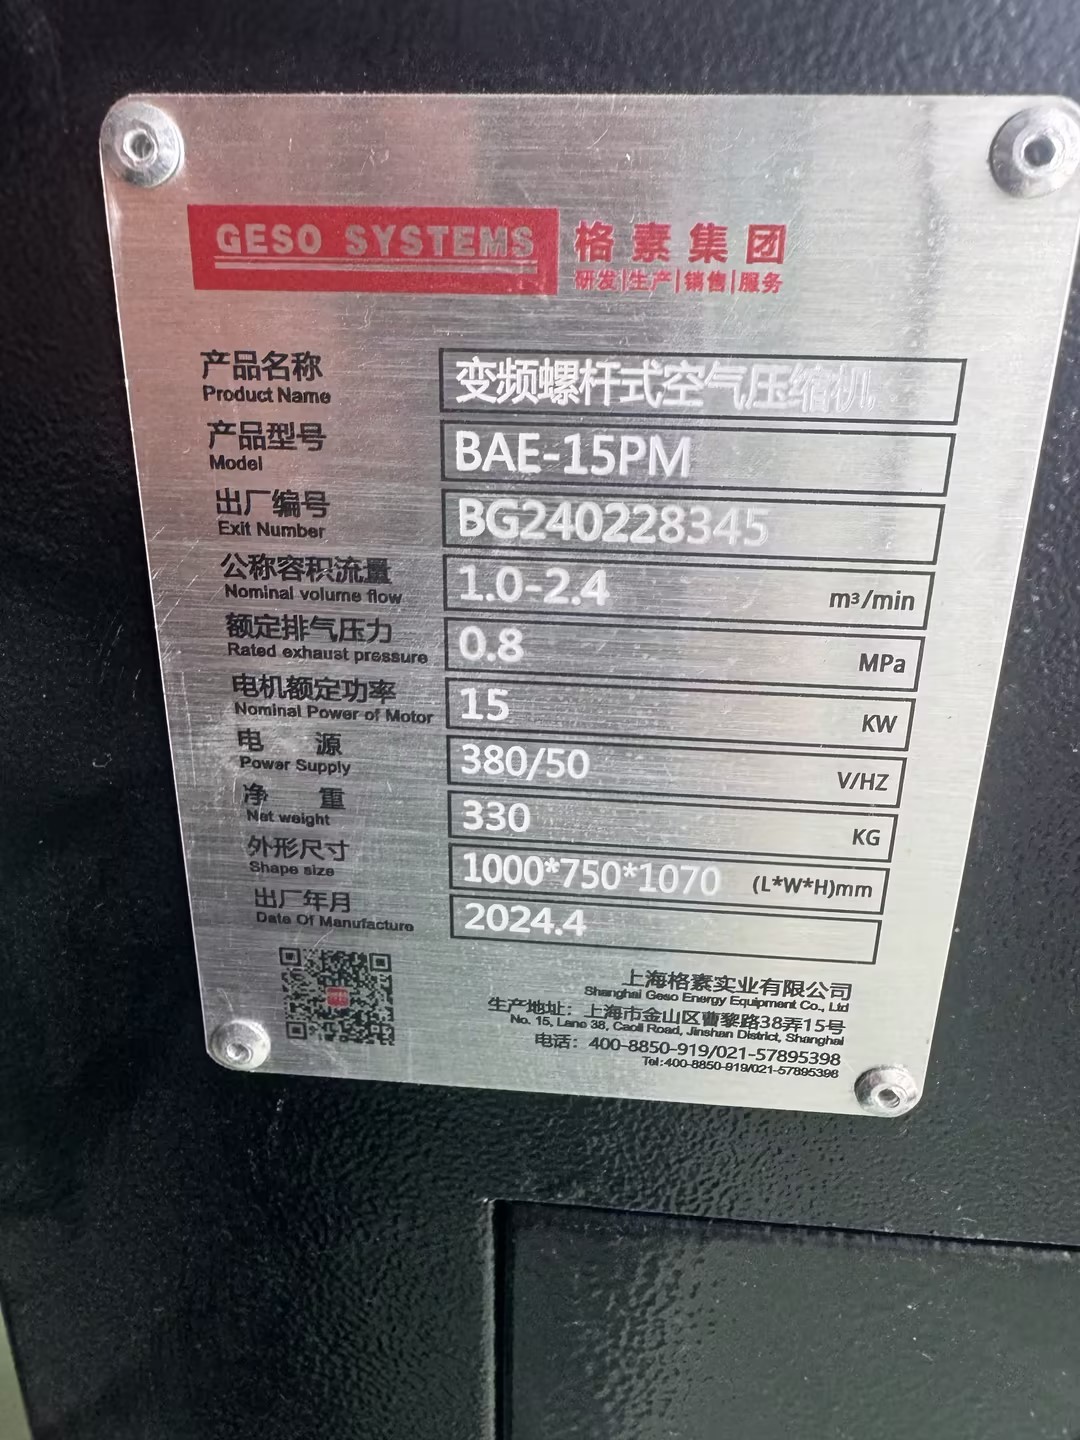 GESO SYSTEMS 格素集团
研发|生产|销售|服务
产品名称 变频螺杆式空气压缩机
Product Name
产品型号 BAE-15PM
Model
出厂编号 BG240228345
Exit Number
公称容积流量 1.0-2.4 m³/min
Nominal volume flow
额定排气压力 0.8 MPa
Rated exhaust pressure
电机额定功率 15 KW
Nominal Power of Motor
电源 380/50 V/HZ
Power Supply
净重 330 KG
Net weight
外形尺寸 1000*750*1070 (L*W*H)mm
Shape size
出厂年月 2024.4
Date Of Manufacture
上海格素实业有限公司
Shanghai Geso Energy Equipment Co., Ltd
生产地址：上海市金山区曹黎路38弄15号
No. 15, Lane 38, Caoli Road, Jinshan District, Shanghai
电话：400-8850-919/021-57895398
Tel:400-8850-919/021-57895398